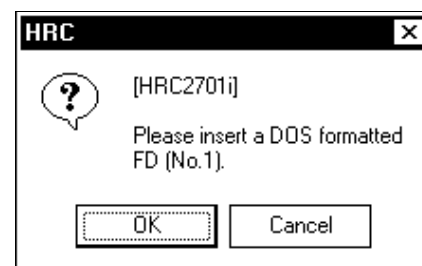 HRC
[HRC2701i]
Please insert a DOS formatted
FD (No.1).
OK Cancel